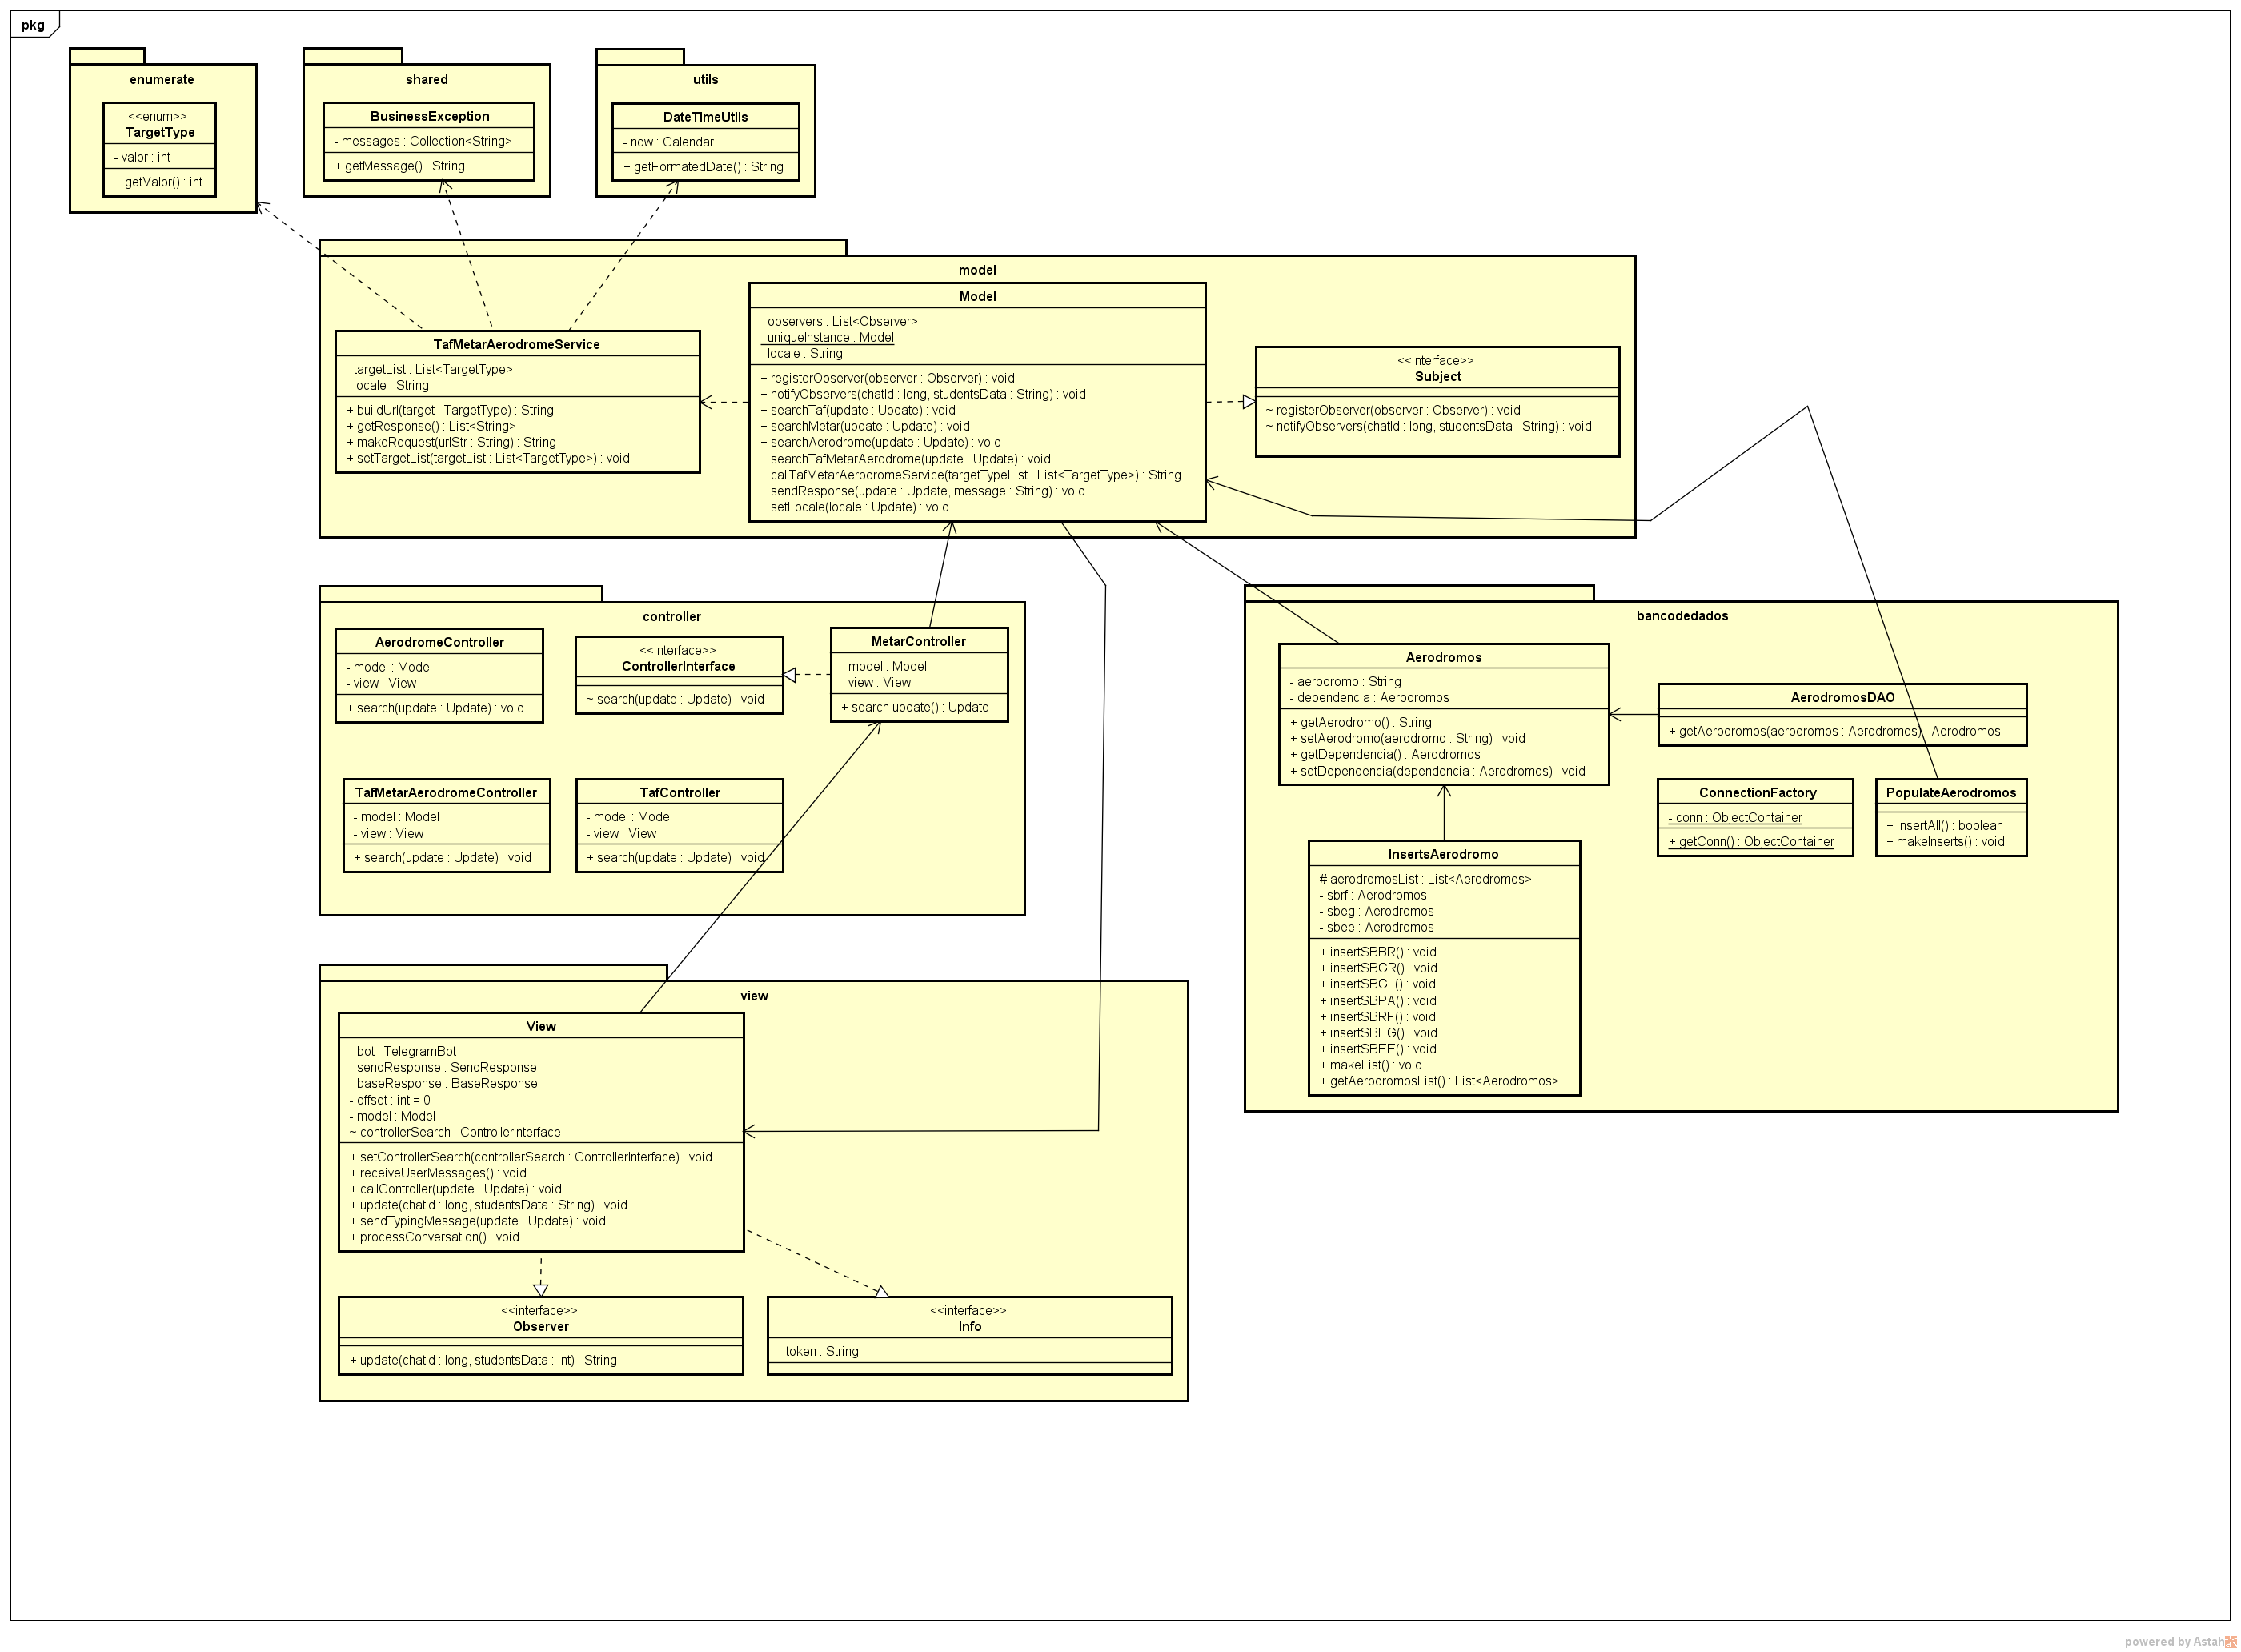 pkg
enumerate
<<enum>>
TargetType
- valor : int
+ getValor() : int
shared
BusinessException
- messages : Collection<String>
+ getMessage() : String
utils
DateTimeUtils
- now : Calendar
+ getFormatedDate() : String
model
TafMetarAerodromeService
- targetList : List<TargetType>
- locale : String
+ buildUrl(target : TargetType) : String
+ getResponse() : List<String>
+ makeRequest(urlStr : String) : String
+ setTargetList(targetList : List<TargetType>) : void
Model
- observers : List<Observer>
- uniqueInstance : Model
- locale : String
+ registerObserver(observer : Observer) : void
+ notifyObservers(chatId : long, studentsData : String) : void
+ searchTaf(update : Update) : void
+ searchMetar(update : Update) : void
+ searchAerodrome(update : Update) : void
+ searchTafMetarAerodrome(update : Update) : void
+ callTafMetarAerodromeService(targetTypeList : List<TargetType>) : String
+ sendResponse(update : Update, message : String) : void
+ setLocale(locale : Update) : void
<<interface>>
Subject
~ registerObserver(observer : Observer) : void
~ notifyObservers(chatId : long, studentsData : String) : void
controller
AerodromeController
- model : Model
- view : View
+ search(update : Update) : void
<<interface>>
ControllerInterface
~ search(update : Update) : void
MetarController
- model : Model
- view : View
+ search update() : Update
TafMetarAerodromeController
- model : Model
- view : View
+ search(update : Update) : void
TafController
- model : Model
- view : View
+ search(update : Update) : void
bancodedados
Aerodromos
- aerodromo : String
- dependencia : Aerodromos
+ getAerodromo() : String
+ setAerodromo(aerodromo : String) : void
+ getDependencia() : Aerodromos
+ setDependencia(dependencia : Aerodromos) : void
AerodromosDAO
+ getAerodromos(aerodromos : Aerodromos) : Aerodromos
ConnectionFactory
- conn : ObjectContainer
+ getConn() : ObjectContainer
PopulateAerodromos
+ insertAll() : boolean
+ makeInserts() : void
InsertsAerodromo
# aerodromosList : List<Aerodromos>
- sbrf : Aerodromos
- sbeg : Aerodromos
- sbee : Aerodromos
+ insertSBBR() : void
+ insertSBGR() : void
+ insertSBGL() : void
+ insertSBPA() : void
+ insertSBRF() : void
+ insertSBEG() : void
+ insertSBEE() : void
+ makeList() : void
+ getAerodromosList() : List<Aerodromos>
view
View
- bot : TelegramBot
- sendResponse : SendResponse
- baseResponse : BaseResponse
- offset : int = 0
- model : Model
~ controllerSearch : ControllerInterface
+ setControllerSearch(controllerSearch : ControllerInterface) : void
+ receiveUserMessages() : void
+ callController(update : Update) : void
+ update(chatId : long, studentsData : String) : void
+ sendTypingMessage(update : Update) : void
+ processConversation() : void
<<interface>>
Observer
+ update(chatId : long, studentsData : int) : String
<<interface>>
Info
- token : String
powered by Astah